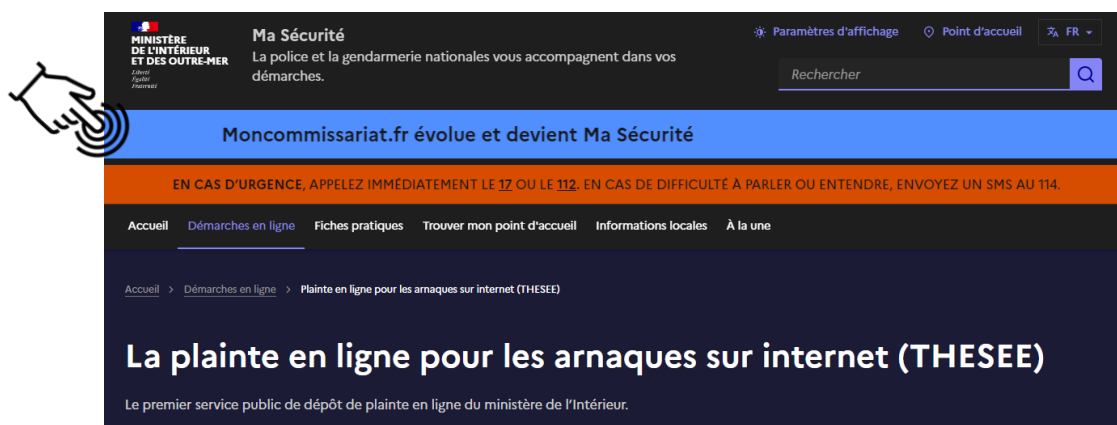 MINISTÈRE
DE L'INTÉRIEUR
ET DES OUTRE-MER
Liberté
Égalité
Fraternité
Ma Sécurité
La police et la gendarmerie nationales vous accompagnent dans vos
démarches.
Paramètres d'affichage
Point d'accueil
FR
Rechercher
Moncommissariat.fr évolue et devient Ma Sécurité
EN CAS D'URGENCE, APPELEZ IMMÉDIATEMENT LE 17 OU LE 112. EN CAS DE DIFFICULTÉ À PARLER OU ENTENDRE, ENVOYEZ UN SMS AU 114.
Accueil Démarches en ligne Fiches pratiques Trouver mon point d'accueil Informations locales À la une
Accueil > Démarches en ligne > Plainte en ligne pour les arnaques sur internet (THESEE)
La plainte en ligne pour les arnaques sur internet (THESEE)
Le premier service public de dépôt de plainte en ligne du ministère de l'Intérieur.